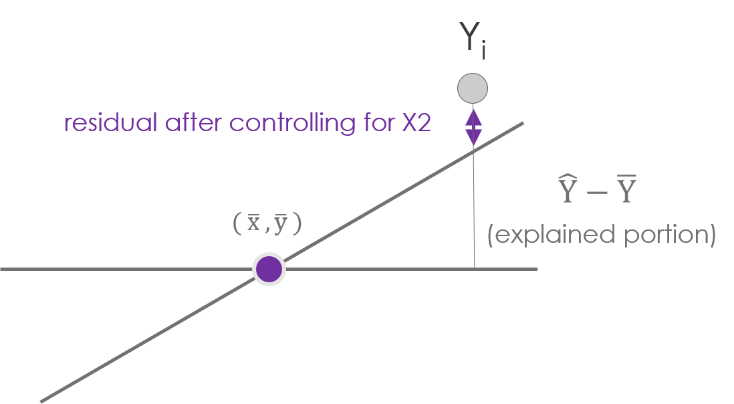 Yᵢ
residual after controlling for X2
Ŷ − Ȳ
(x̄,ȳ)
(explained portion)